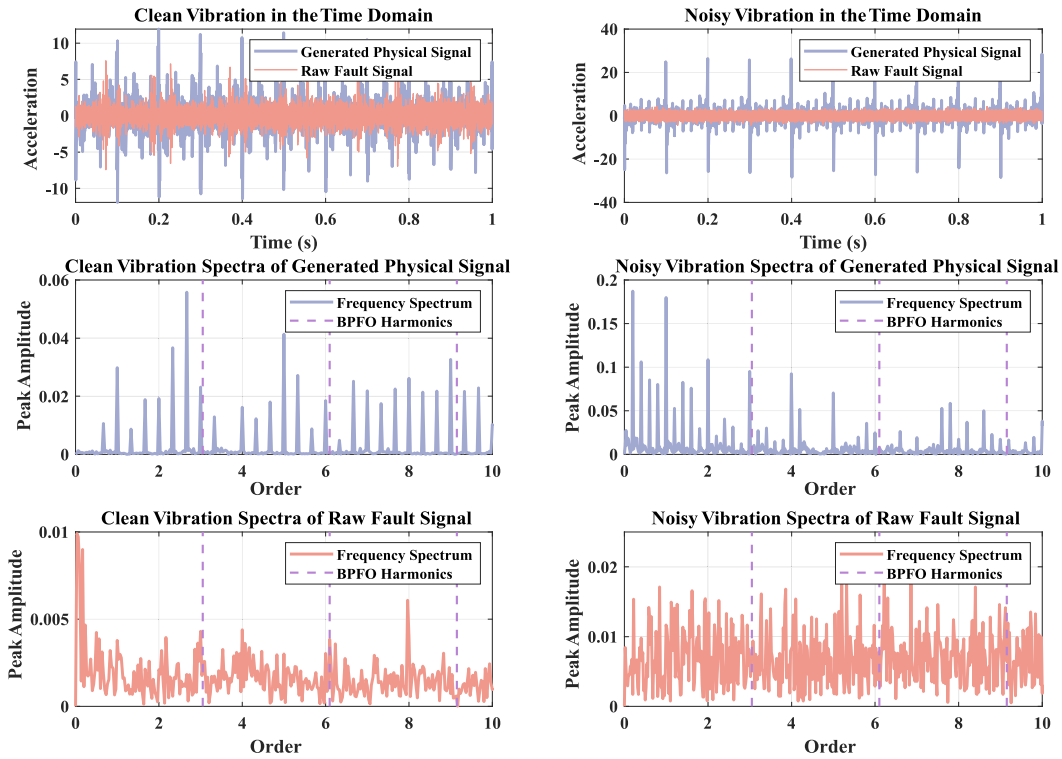 Clean Vibration in the Time Domain
Acceleration
10
5
0
-5
-10
Generated Physical Signal
Raw Fault Signal
0 0.2 0.4 0.6 0.8 1
Time (s)
Noisy Vibration in the Time Domain
Acceleration
40
20
0
-20
-40
Generated Physical Signal
Raw Fault Signal
0 0.2 0.4 0.6 0.8 1
Time (s)
Clean Vibration Spectra of Generated Physical Signal
Peak Amplitude
0.06
0.04
0.02
0
Frequency Spectrum
BPFO Harmonics
0 2 4 6 8 10
Order
Noisy Vibration Spectra of Generated Physical Signal
Peak Amplitude
0.2
0.15
0.1
0.05
0
Frequency Spectrum
BPFO Harmonics
0 2 4 6 8 10
Order
Clean Vibration Spectra of Raw Fault Signal
Peak Amplitude
0.01
0.005
0
Frequency Spectrum
BPFO Harmonics
0 2 4 6 8 10
Order
Noisy Vibration Spectra of Raw Fault Signal
Peak Amplitude
0.02
0.01
0
Frequency Spectrum
BPFO Harmonics
0 2 4 6 8 10
Order